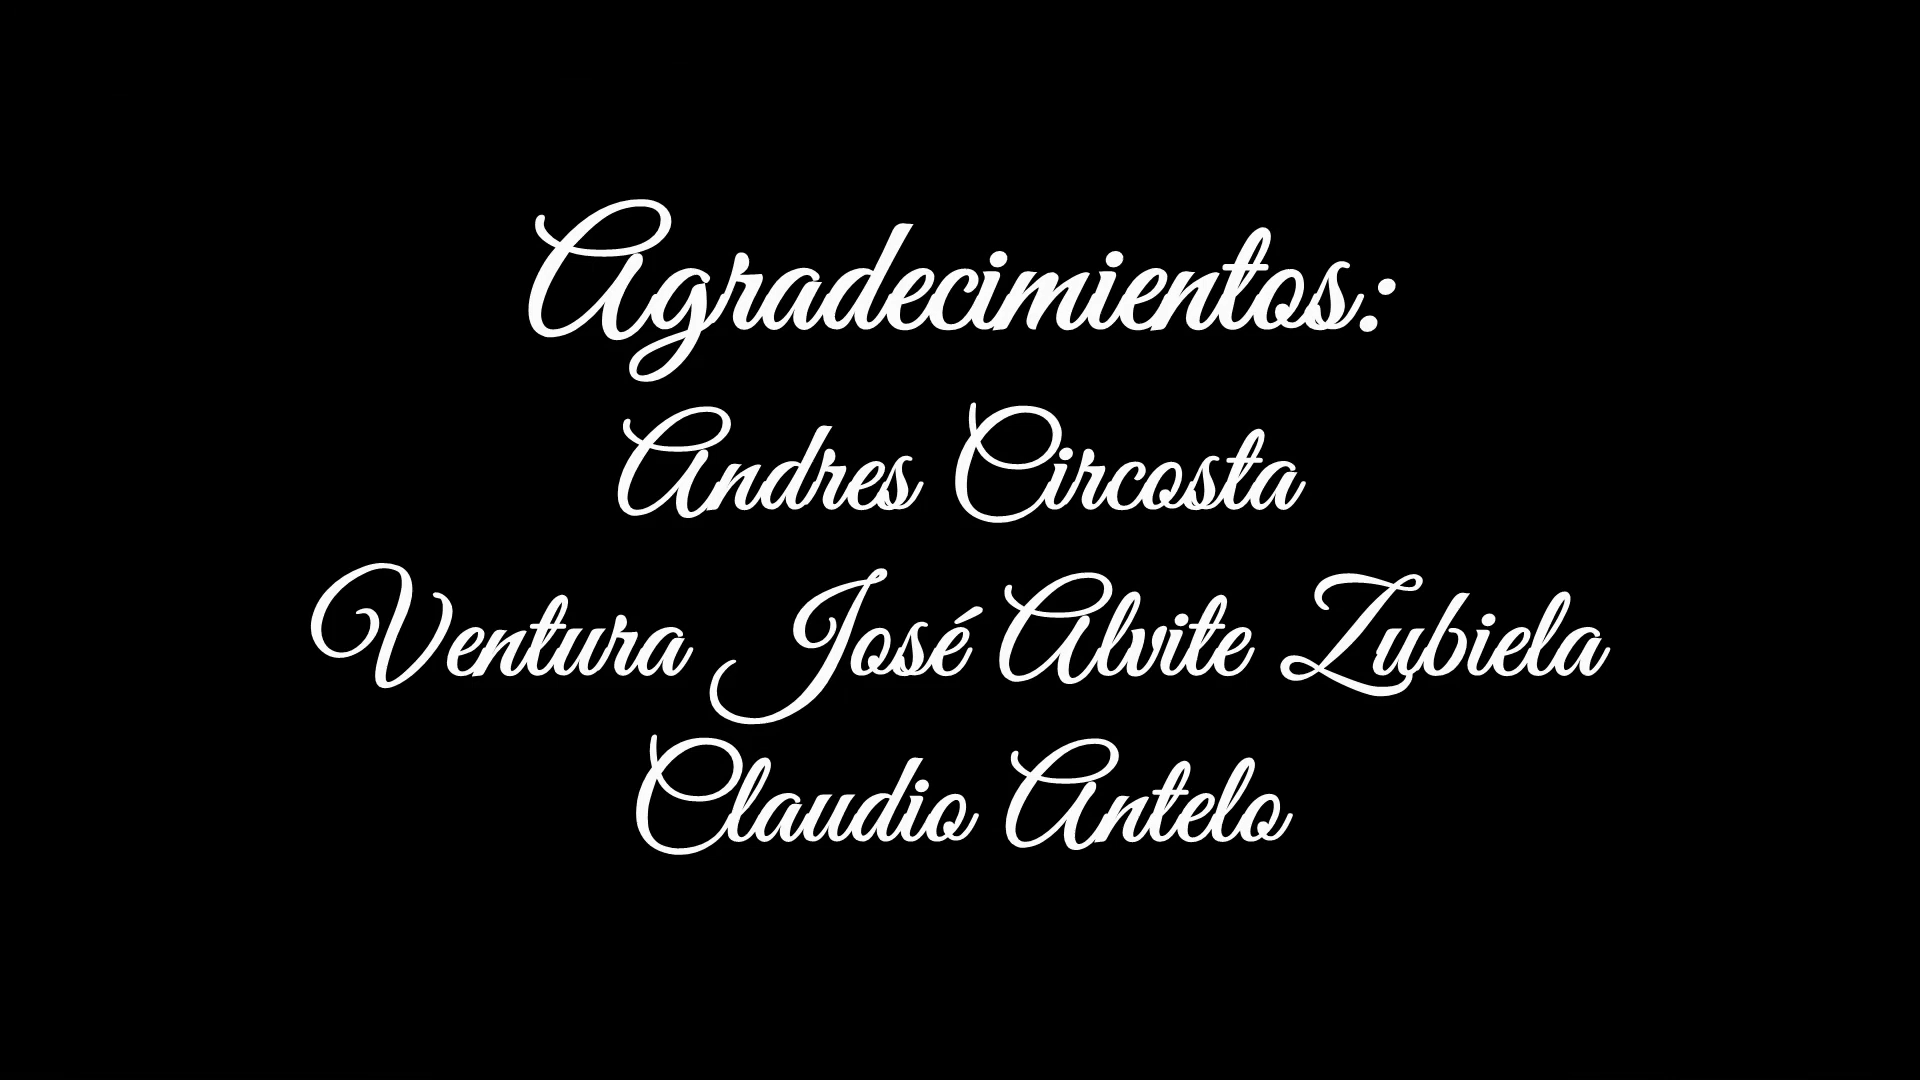 Agradecimientos:
Andres Circosta
Ventura José Alvite Zubiela
Claudio Antelo